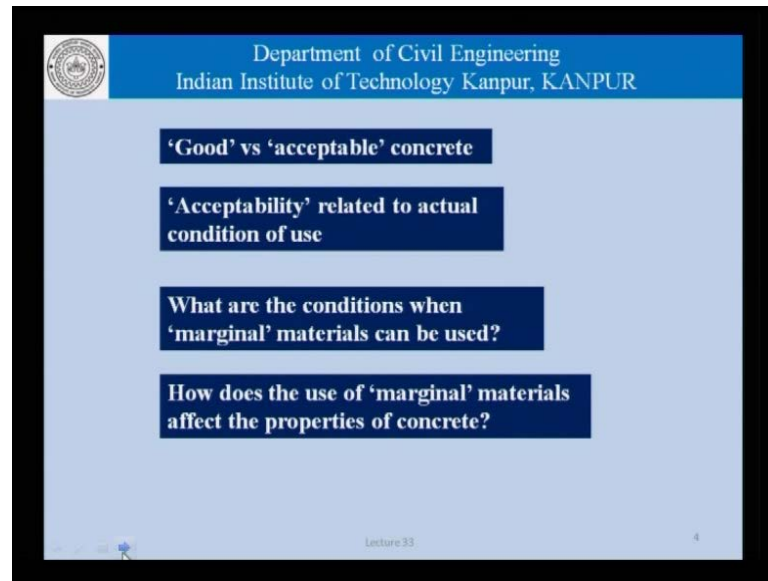 Department of Civil Engineering
Indian Institute of Technology Kanpur, KANPUR
‘Good’ vs ‘acceptable’ concrete
‘Acceptability’ related to actual
condition of use
What are the conditions when
‘marginal’ materials can be used?
How does the use of ‘marginal’ materials
affect the properties of concrete?
Lecture 33
4